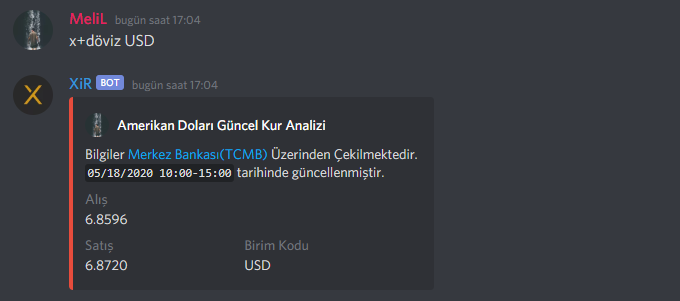 MeliL bugün saat 17:04
x+döviz USD
XiR BOT bugün saat 17:04
Amerikan Doları Güncel Kur Analizi
Bilgiler Merkez Bankası(TCMB) Üzerinden Çekilmektedir.
05/18/2020 10:00-15:00 tarihinde güncellenmiştir.
Alış
6.8596
Satış Birim Kodu
6.8720 USD